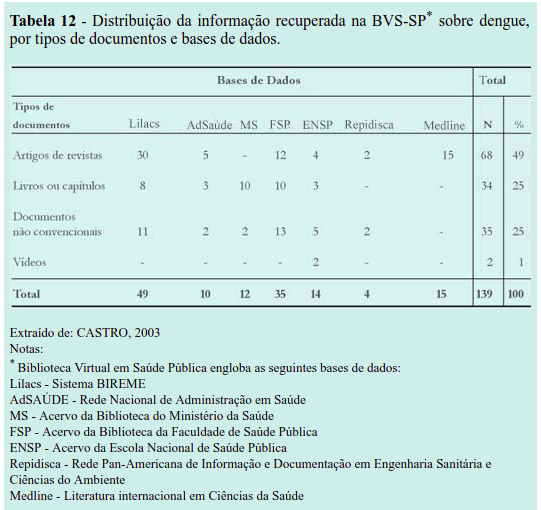 Tabela 12 - Distribuição da informação recuperada na BVS-SP* sobre dengue,
por tipos de documentos e bases de dados.
Bases de Dados Total
Tipos de
documentos Lilacs AdSaúde MS FSP ENSP Repidisca Medline N %
Artigos de revistas 30 5 - 12 4 2 15 68 49
Livros ou capítulos 8 3 10 10 3 - - 34 25
Documentos
não convencionais 11 2 2 13 5 2 - 35 25
Vídeos - - - - 2 - - 2 1
Total 49 10 12 35 14 4 15 139 100
Extraído de: CASTRO, 2003
Notas:
* Biblioteca Virtual em Saúde Pública engloba as seguintes bases de dados:
Lilacs - Sistema BIREME
AdSAÚDE - Rede Nacional de Administração em Saúde
MS - Acervo da Biblioteca do Ministério da Saúde
FSP - Acervo da Biblioteca da Faculdade de Saúde Pública
ENSP - Acervo da Escola Nacional de Saúde Pública
Repidisca - Rede Pan-Americana de Informação e Documentação em Engenharia Sanitária e
Ciências do Ambiente
Medline - Literatura internacional em Ciências da Saúde